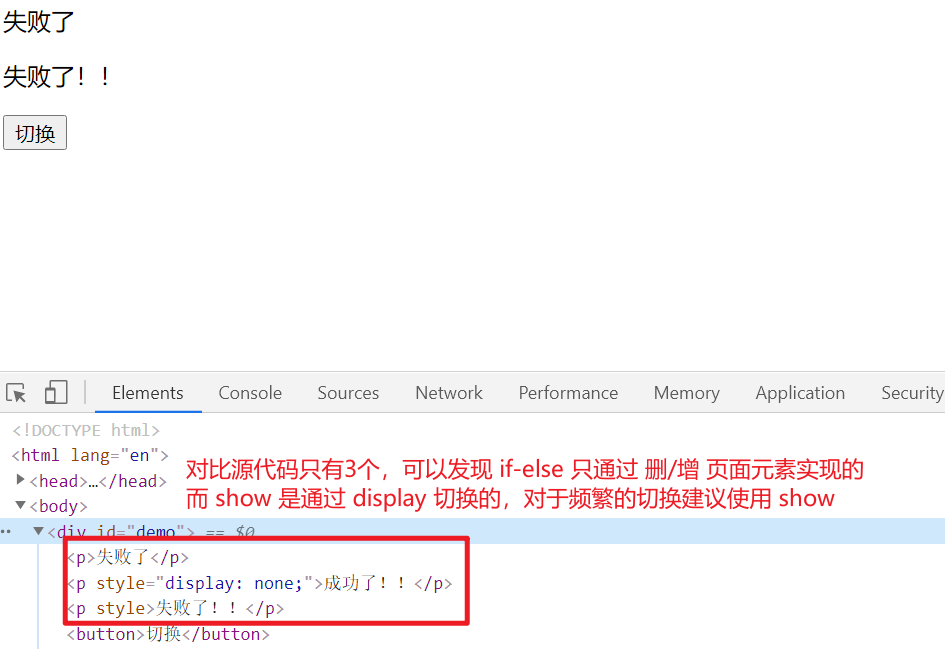 失败了
失败了！！
切换
Elements Console Sources Network Performance Memory Application Security
<!DOCTYPE html>
<html lang="en">
<head>…</head>
<body>
对比源代码只有3个，可以发现 if-else 只通过 删/增 页面元素实现的
而 show 是通过 display 切换的，对于频繁的切换建议使用 show
<div id="demo"> == $0
<p>失败了</p>
<p style="display: none;">成功了！！</p>
<p style>失败了！！</p>
<button>切换</button>